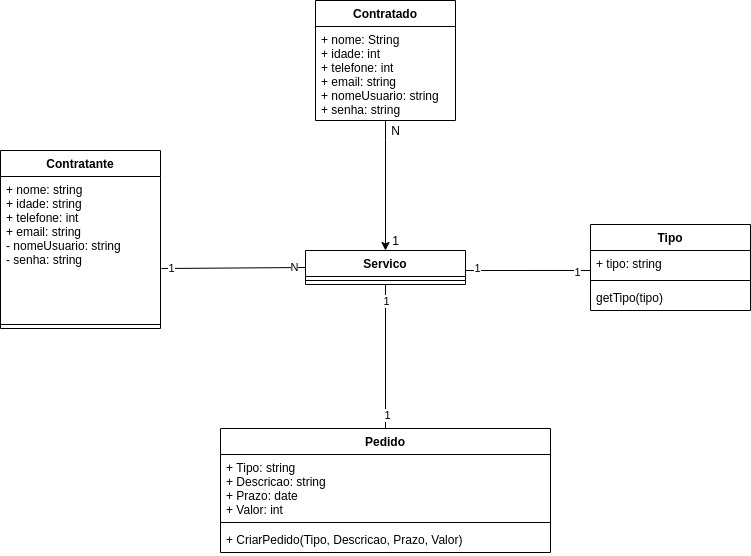 Contratado
+ nome: String
+ idade: int
+ telefone: int
+ email: string
+ nomeUsuario: string
+ senha: string
N
Contratante
+ nome: string
+ idade: string
+ telefone: int
+ email: string
- nomeUsuario: string
- senha: string
1
N
1
Servico
1
1
Tipo
+ tipo: string
getTipo(tipo)
1
1
Pedido
+ Tipo: string
+ Descricao: string
+ Prazo: date
+ Valor: int
+ CriarPedido(Tipo, Descricao, Prazo, Valor)